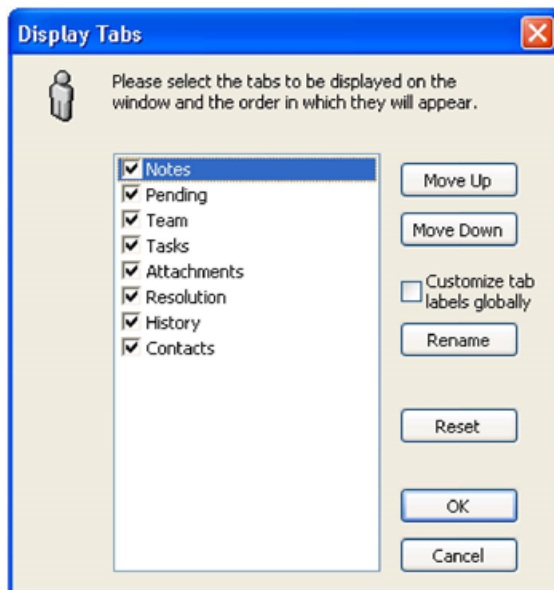 Display Tabs
Please select the tabs to be displayed on the
window and the order in which they will appear.
Notes
Pending
Team
Tasks
Attachments
Resolution
History
Contacts
Move Up
Move Down
Customize tab
labels globally
Rename
Reset
OK
Cancel